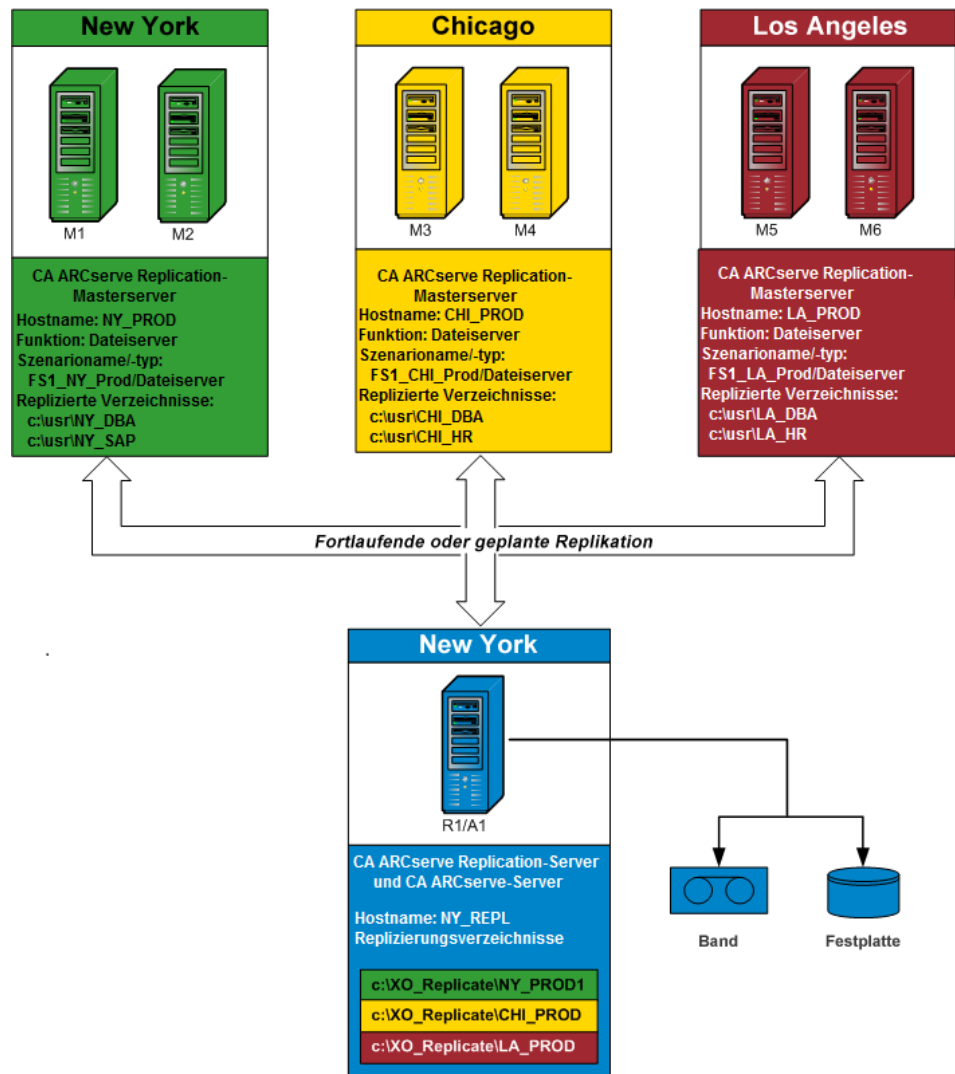 New York
M1
M2
CA ARCserve Replication-
Masterserver
Hostname: NY_PROD
Funktion: Dateiserver
Szenarioname/-typ:
FS1_NY_Prod/Dateiserver
Replizierte Verzeichnisse:
c:\usr\NY_DBA
c:\usr\NY_SAP
Chicago
M3
M4
CA ARCserve Replication-
Masterserver
Hostname: CHI_PROD
Funktion: Dateiserver
Szenarioname/-typ:
FS1_CHI_Prod/Dateiserver
Replizierte Verzeichnisse:
c:\usr\CHI_DBA
c:\usr\CHI_HR
Los Angeles
M5
M6
CA ARCserve Replication-
Masterserver
Hostname: LA_PROD
Funktion: Dateiserver
Szenarioname/-typ:
FS1_LA_Prod/Dateiserver
Replizierte Verzeichnisse:
c:\usr\LA_DBA
c:\usr\LA_HR
Fortlaufende oder geplante Replikation
New York
R1/A1
CA ARCserve Replication-Server
und CA ARCserve-Server
Hostname: NY_REPL
Replizierungsverzeichnisse
c:\XO_Replicate\NY_PROD1
c:\XO_Replicate\CHI_PROD
c:\XO_Replicate\LA_PROD
Band
Festplatte